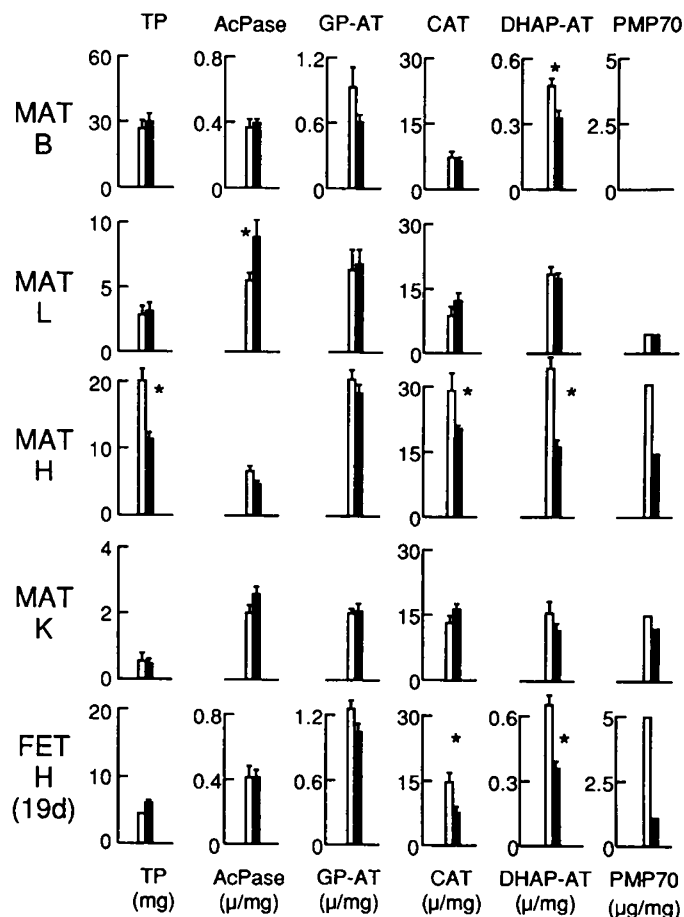 TP AcPase GP-AT CAT DHAP-AT PMP70
MAT B
60 30 0
0.8 0.4 0
1.2 0.6 0
30 15 0
0.6 0.3 0
*
5 2.5 0
MAT L
10 5 0
*
30 15 0
MAT H
20 10 0
*
30 15 0
*
*
MAT K
4 2 0
30 15 0
FET H (19d)
20 10 0
0.8 0.4 0
1.2 0.6 0
30 15 0
*
0.6 0.3 0
*
5 2.5 0
TP AcPase GP-AT CAT DHAP-AT PMP70
(mg) (µ/mg) (µ/mg) (µ/mg) (µ/mg) (µg/mg)